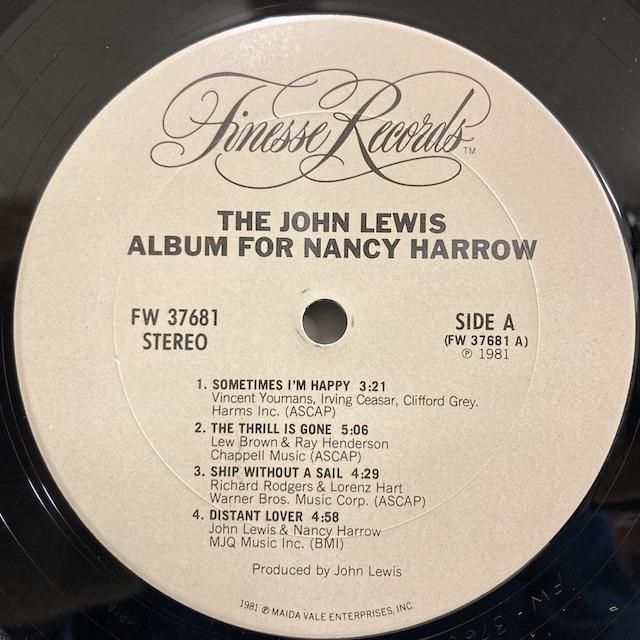 Finesse Records TM
THE JOHN LEWIS
ALBUM FOR NANCY HARROW
FW 37681
STEREO
SIDE A
(FW 37681 A)
℗ 1981
1. SOMETIMES I'M HAPPY 3:21
Vincent Youmans, Irving Ceasar, Clifford Grey.
Harms Inc. (ASCAP)
2. THE THRILL IS GONE 5:06
Lew Brown & Ray Henderson
Chappell Music (ASCAP)
3. SHIP WITHOUT A SAIL 4:29
Richard Rodgers & Lorenz Hart
Warner Bros. Music Corp. (ASCAP)
4. DISTANT LOVER 4:58
John Lewis & Nancy Harrow
MJQ Music Inc. (BMI)
Produced by John Lewis
1981 ℗ MAIDA VALE ENTERPRISES, INC.